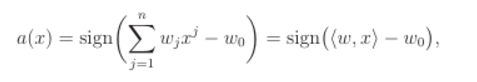 a(x) = sign(∑_{j=1}^{n} w_j x^j − w_0) = sign(⟨w, x⟩ − w_0),